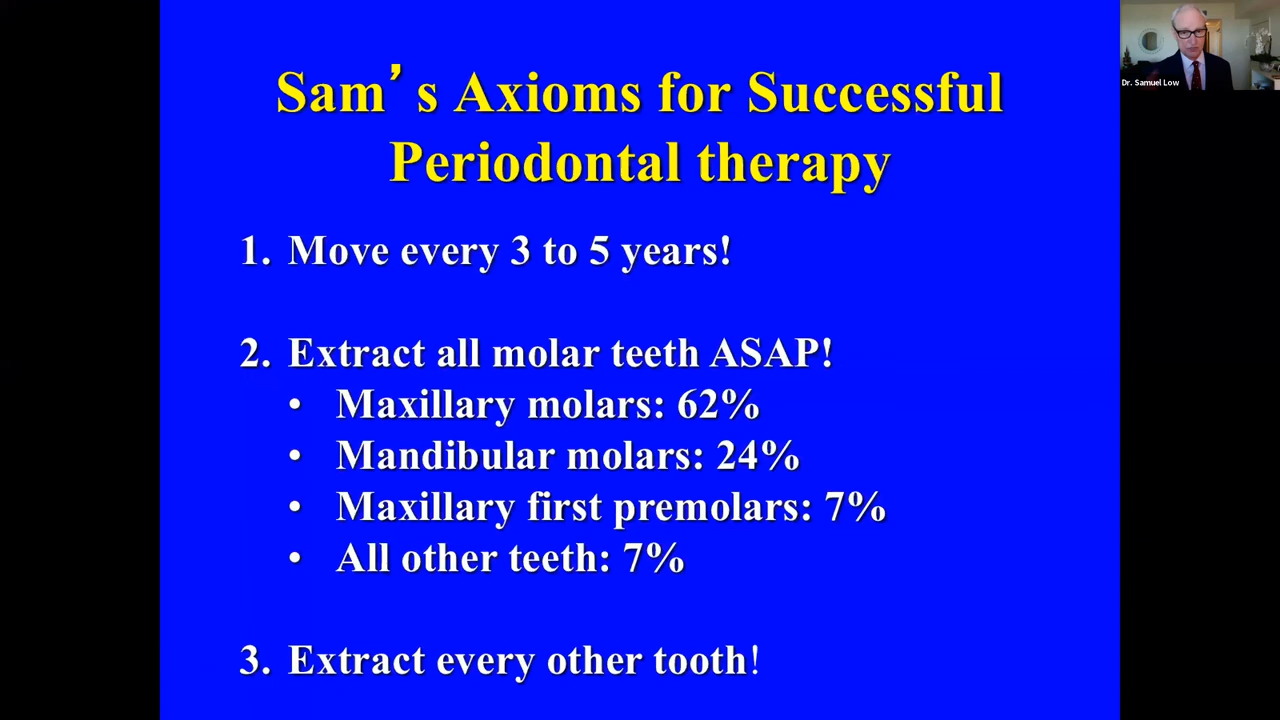 Sam's Axioms for Successful
Periodontal therapy
1. Move every 3 to 5 years!
2. Extract all molar teeth ASAP!
• Maxillary molars: 62%
• Mandibular molars: 24%
• Maxillary first premolars: 7%
• All other teeth: 7%
3. Extract every other tooth!
Dr. Samuel Low